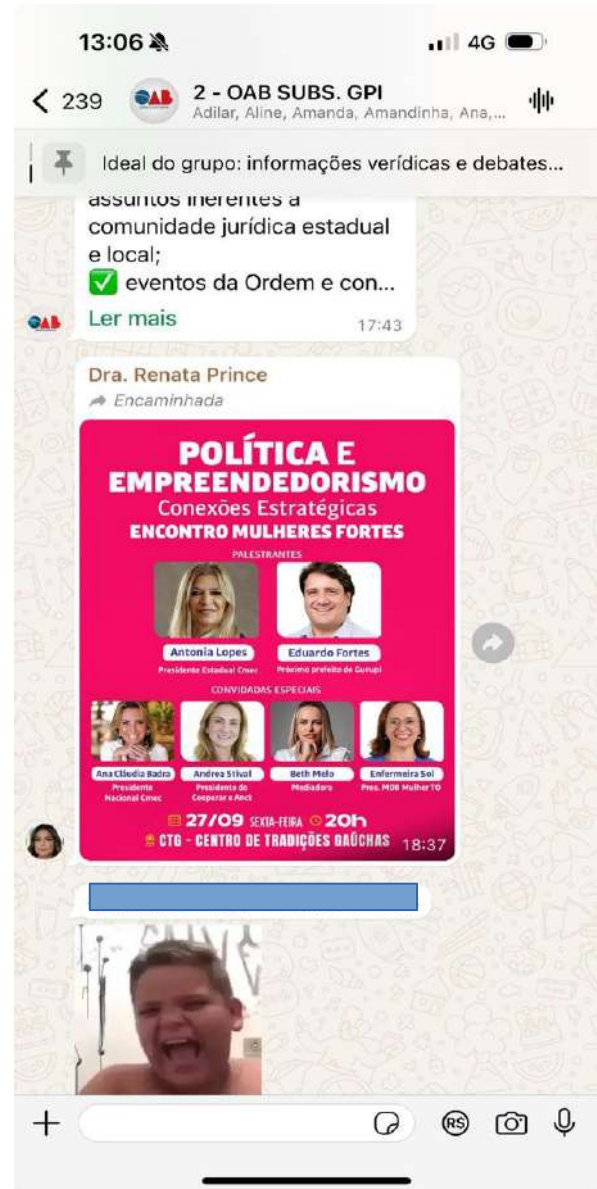 13:06
4G
239
OAB
2 - OAB SUBS. GPI
Adilar, Aline, Amanda, Amandinha, Ana,...
Ideal do grupo: informações verídicas e debates...
assuntos inerentes a
comunidade jurídica estadual
e local;
✅ eventos da Ordem e con...
Ler mais
17:43
OAB
Dra. Renata Prince
Encaminhada
POLÍTICA E
EMPREENDEDORISMO
Conexões Estratégicas
ENCONTRO MULHERES FORTES
PALESTRANTES
Antonia Lopes
Eduardo Fortes
Presidente Estadual Cmec
Próximo prefeito de Gurupi
CONVIDADAS ESPECIAIS
Ana Cláudia Badra
Andrea Stival
Beth Melo
Enfermeira Sol
Presidente
Nacional Cmec
Presidente da
Cooperar e Anct
Mediadora
Pres. MDB Mulher TO
27/09 SEXTA-FEIRA 20h
CTG - CENTRO DE TRADIÇÕES GAÚCHAS
18:37
R$